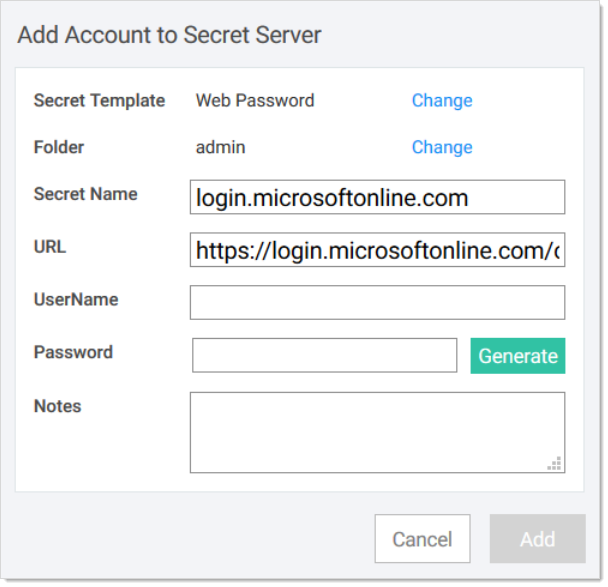 Add Account to Secret Server
Secret Template Web Password Change
Folder admin Change
Secret Name login.microsoftonline.com
URL https://login.microsoftonline.com/
UserName
Password Generate
Notes
Cancel Add